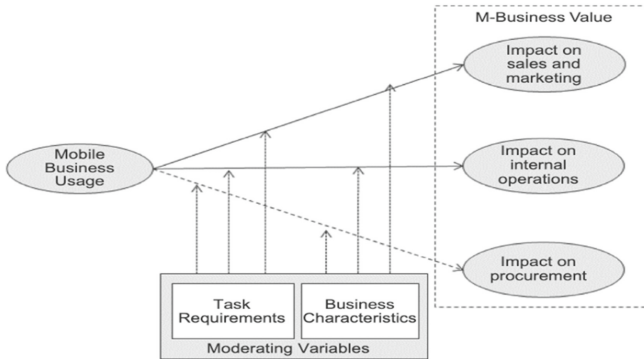 M-Business Value
Impact on
sales and
marketing
Mobile
Business
Usage
Impact on
internal
operations
Impact on
procurement
Task
Requirements
Business
Characteristics
Moderating Variables